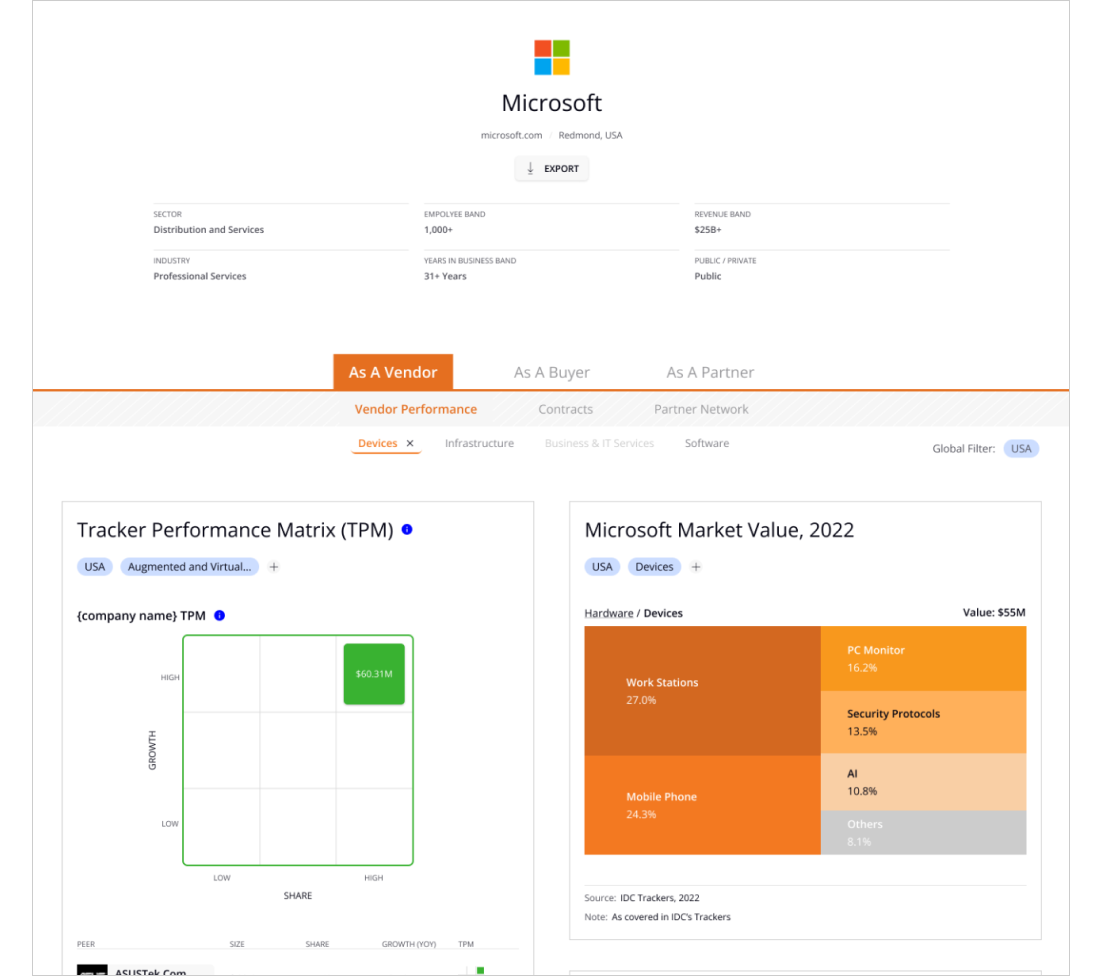 Microsoft
microsoft.com / Redmond, USA
EXPORT
SECTOR
Distribution and Services
EMPOLYEE BAND
1,000+
REVENUE BAND
$25B+
INDUSTRY
Professional Services
YEARS IN BUSINESS BAND
31+ Years
PUBLIC / PRIVATE
Public
As A Vendor As A Buyer As A Partner
Vendor Performance Contracts Partner Network
Devices × Infrastructure Business & IT Services Software
Global Filter: USA
Tracker Performance Matrix (TPM)
USA Augmented and Virtual... +
{company name} TPM
HIGH
$60.31M
GROWTH
LOW
LOW HIGH
SHARE
PEER SIZE SHARE GROWTH (YOY) TPM
ASUSTek Com
Microsoft Market Value, 2022
USA Devices +
Hardware / Devices Value: $55M
Work Stations
27.0%
Mobile Phone
24.3%
PC Monitor
16.2%
Security Protocols
13.5%
AI
10.8%
Others
8.1%
Source: IDC Trackers, 2022
Note: As covered in IDC's Trackers